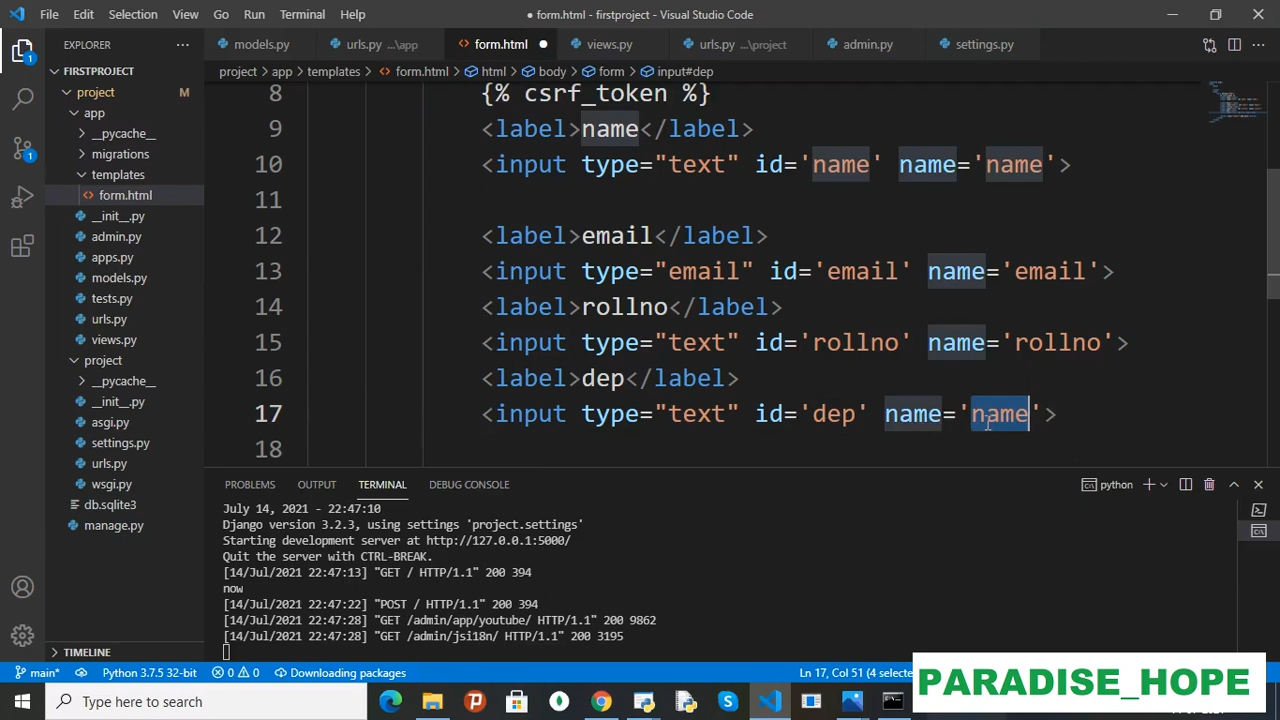 File Edit Selection View Go Run Terminal Help
● form.html - firstproject - Visual Studio Code
EXPLORER
models.py urls.py ...\app form.html views.py urls.py ...\project admin.py settings.py
FIRSTPROJECT
project > app > templates > form.html > html > body > form > input#dep
project M
app
__pycache__
migrations
templates
form.html
__init__.py
admin.py
apps.py
models.py
tests.py
urls.py
views.py
project
__pycache__
__init__.py
asgi.py
settings.py
urls.py
wsgi.py
db.sqlite3
manage.py
TIMELINE
8 {% csrf_token %}
9 <label>name</label>
10 <input type="text" id='name' name='name'>
11
12 <label>email</label>
13 <input type="email" id='email' name='email'>
14 <label>rollno</label>
15 <input type="text" id='rollno' name='rollno'>
16 <label>dep</label>
17 <input type="text" id='dep' name='name'>
18
PROBLEMS OUTPUT TERMINAL DEBUG CONSOLE
python
July 14, 2021 - 22:47:10
Django version 3.2.3, using settings 'project.settings'
Starting development server at http://127.0.0.1:5000/
Quit the server with CTRL-BREAK.
[14/Jul/2021 22:47:13] "GET / HTTP/1.1" 200 394
now
[14/Jul/2021 22:47:22] "POST / HTTP/1.1" 200 394
[14/Jul/2021 22:47:28] "GET /admin/app/youtube/ HTTP/1.1" 200 9862
[14/Jul/2021 22:47:28] "GET /admin/jsi18n/ HTTP/1.1" 200 3195
main* Python 3.7.5 32-bit 0 0 Downloading packages
Ln 17, Col 51 (4 selected
PARADISE_HOPE
Type here to search